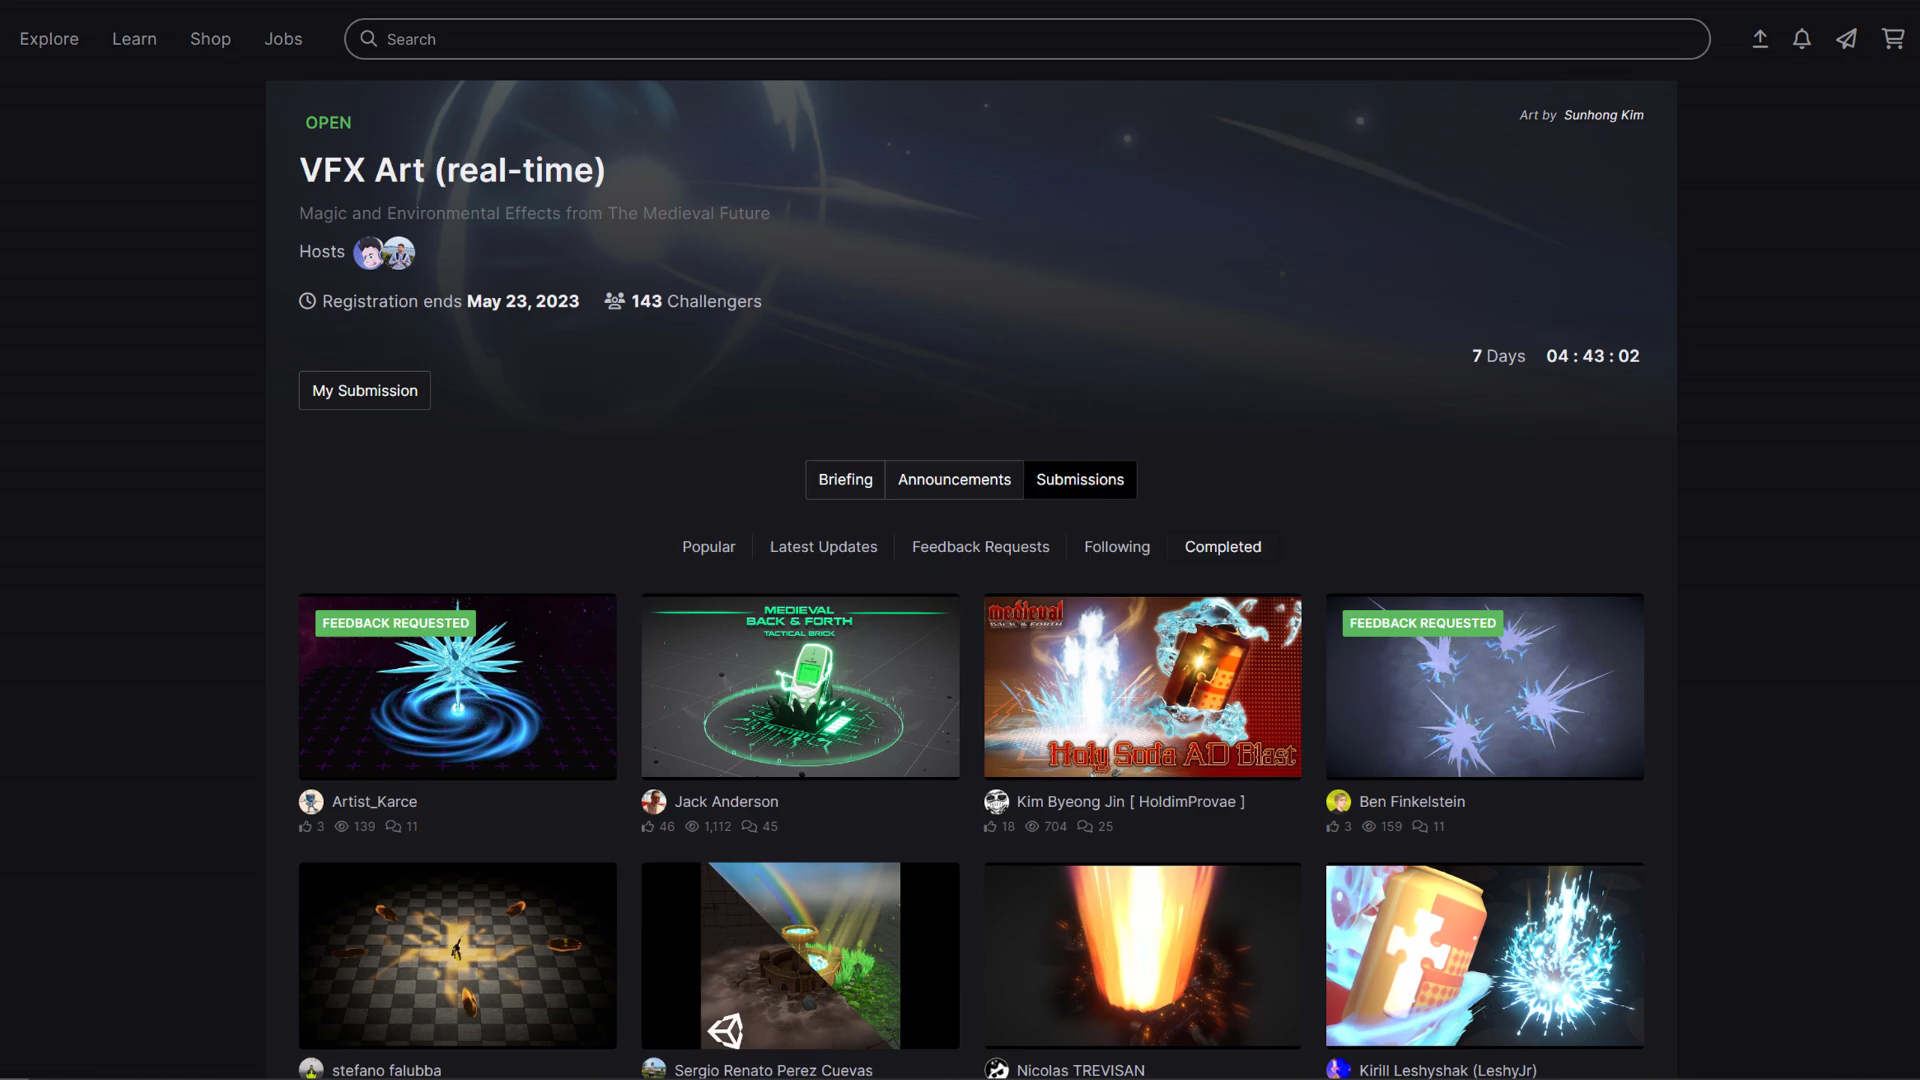 Explore Learn Shop Jobs Search
OPEN
Art by Sunhong Kim
VFX Art (real-time)
Magic and Environmental Effects from The Medieval Future
Hosts
Registration ends May 23, 2023 143 Challengers
7 Days 04 : 43 : 02
My Submission
Briefing Announcements Submissions
Popular Latest Updates Feedback Requests Following Completed
FEEDBACK REQUESTED
MEDIEVAL
BACK & FORTH
TACTICAL BRICK
medieval
BACK & FORTH
Holy Soda AD Blast
FEEDBACK REQUESTED
Artist_Karce
3 139 11
Jack Anderson
46 1,112 45
Kim Byeong Jin [ HoldimProvae ]
18 704 25
Ben Finkelstein
3 159 11
stefano falubba
Sergio Renato Perez Cuevas
Nicolas TREVISAN
Kirill Leshyshak (LeshyJr)